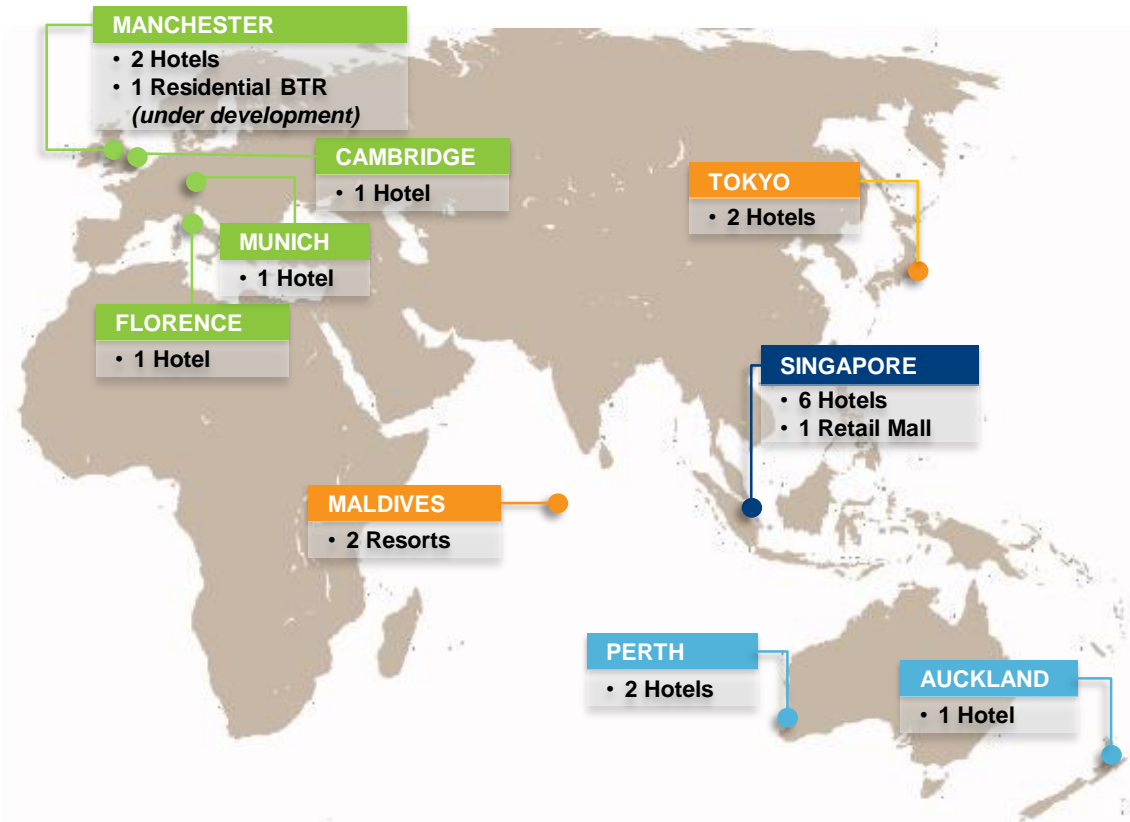 MANCHESTER
• 2 Hotels
• 1 Residential BTR
(under development)
CAMBRIDGE
• 1 Hotel
MUNICH
• 1 Hotel
FLORENCE
• 1 Hotel
TOKYO
• 2 Hotels
SINGAPORE
• 6 Hotels
• 1 Retail Mall
MALDIVES
• 2 Resorts
PERTH
• 2 Hotels
AUCKLAND
• 1 Hotel